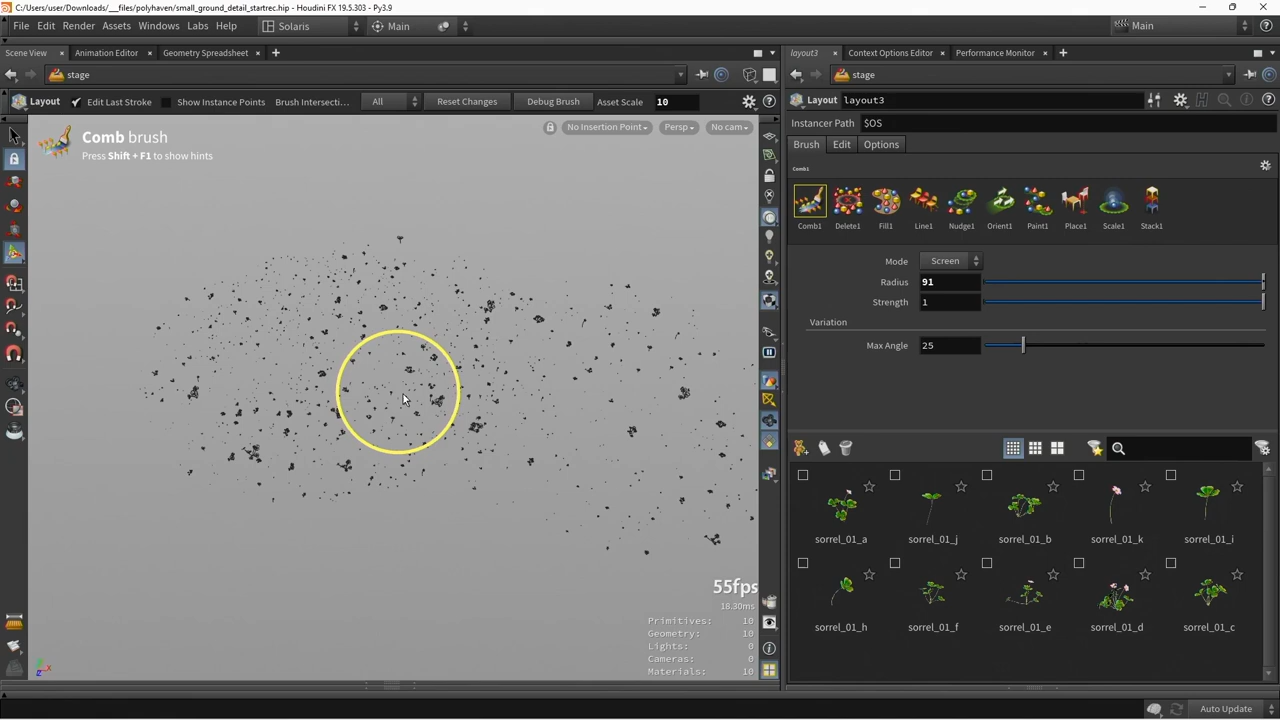 C:/Users/user/Downloads/__files/polyhaven/small_ground_detail_startrec.hip - Houdini FX 19.5.303 - Py3.9
File Edit Render Assets Windows Labs Help Solaris Main Main
Scene View Animation Editor Geometry Spreadsheet
layout3 Context Options Editor Performance Monitor
stage
stage
Layout Edit Last Stroke Show Instance Points Brush Intersecti... All Reset Changes Debug Brush Asset Scale 10
Layout layout3
Instancer Path $OS
Comb brush
Press Shift + F1 to show hints
No Insertion Point Persp No cam
Brush Edit Options
Comb1
Comb1 Delete1 Fill1 Line1 Nudge1 Orient1 Paint1 Place1 Scale1 Stack1
Mode Screen
Radius 91
Strength 1
Variation
Max Angle 25
sorrel_01_a sorrel_01_j sorrel_01_b sorrel_01_k sorrel_01_i
sorrel_01_h sorrel_01_f sorrel_01_e sorrel_01_d sorrel_01_c
55fps
18.30ms
Primitives: 10
Geometry: 10
Lights: 0
Cameras: 0
Materials: 10
Auto Update